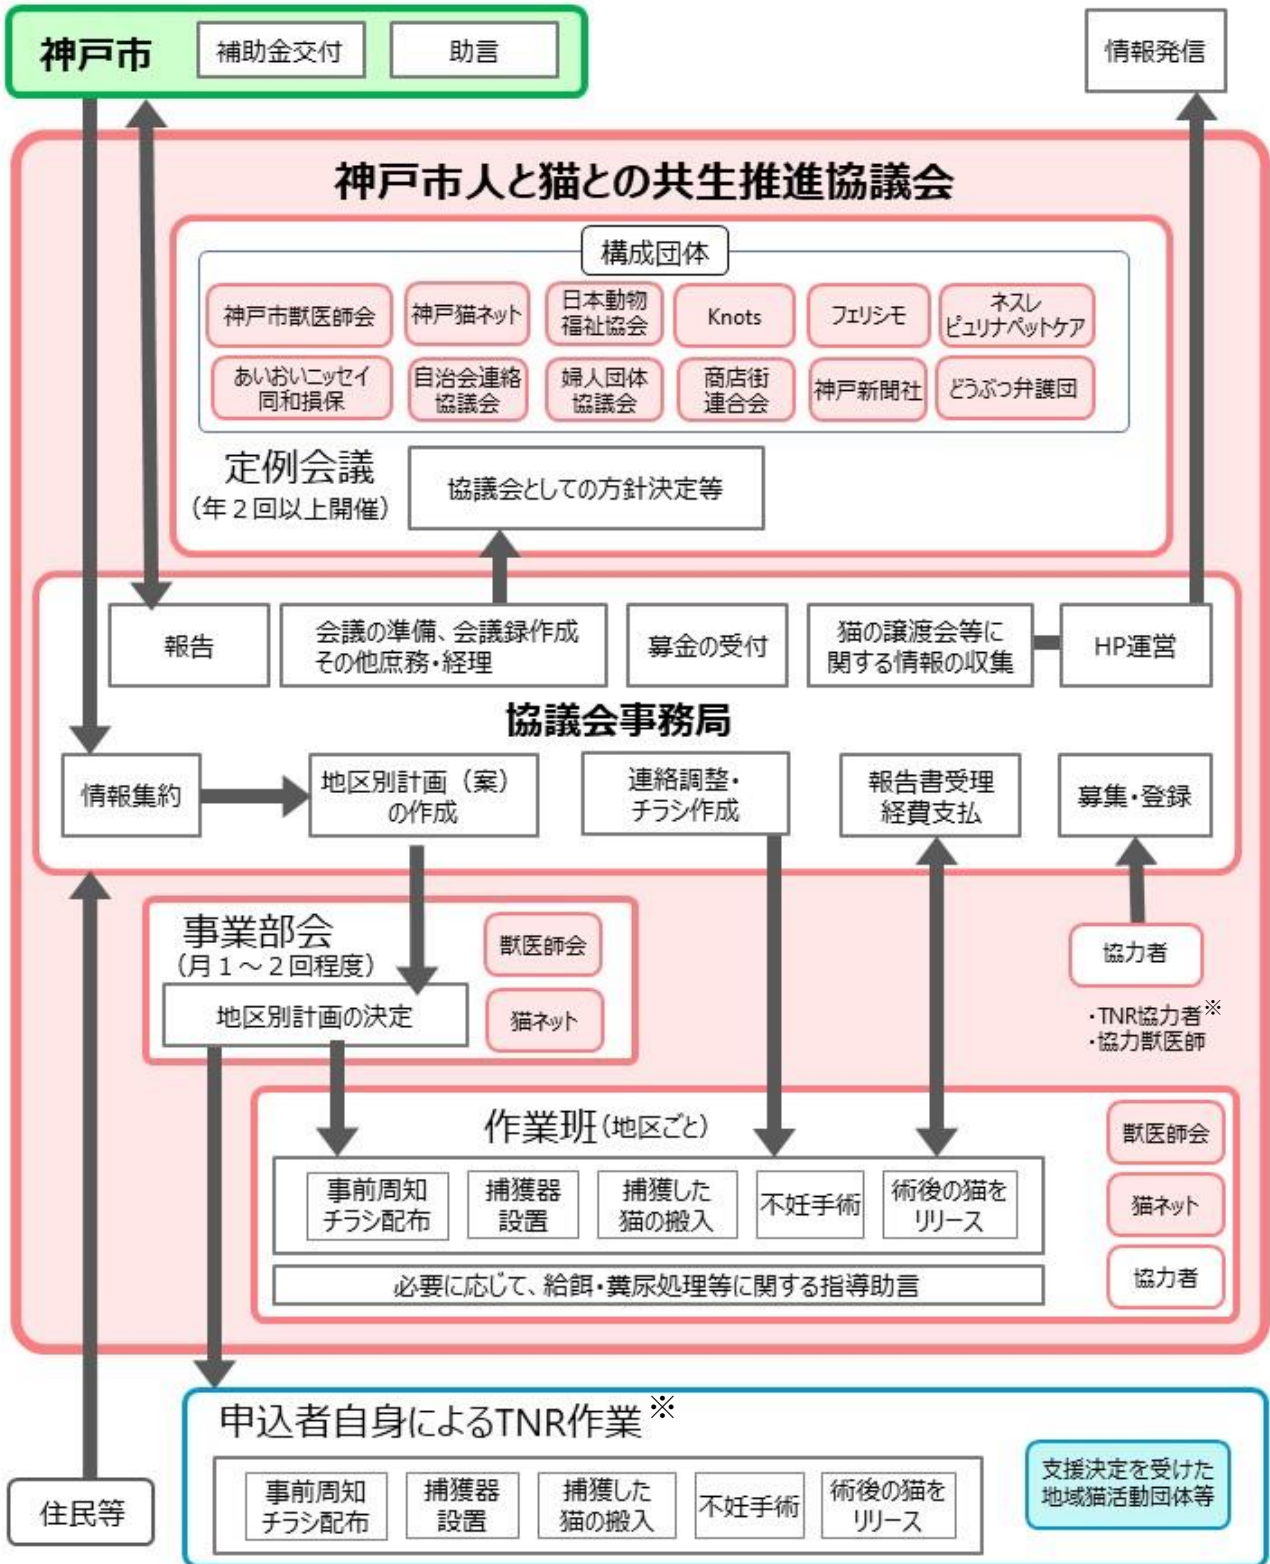 神戸市
補助金交付
助言
情報発信
神戸市人と猫との共生推進協議会
構成団体
神戸市獣医師会
神戸猫ネット
日本動物
福祉協会
Knots
フェリシモ
ネスレ
ピュリナペットケア
あいおいニッセイ
同和損保
自治会連絡
協議会
婦人団体
協議会
商店街
連合会
神戸新聞社
どうぶつ弁護団
定例会議
(年2回以上開催)
協議会としての方針決定等
報告
会議の準備、会議録作成
その他庶務・経理
募金の受付
猫の譲渡会等に
関する情報の収集
HP運営
協議会事務局
情報集約
地区別計画（案）
の作成
連絡調整・
チラシ作成
報告書受理
経費支払
募集・登録
事業部会
(月1～2回程度)
獣医師会
地区別計画の決定
猫ネット
協力者
・TNR協力者※
・協力獣医師
作業班(地区ごと)
獣医師会
猫ネット
協力者
事前周知
チラシ配布
捕獲器
設置
捕獲した
猫の搬入
不妊手術
術後の猫を
リリース
必要に応じて、給餌・糞尿処理等に関する指導助言
申込者自身によるTNR作業※
事前周知
チラシ配布
捕獲器
設置
捕獲した
猫の搬入
不妊手術
術後の猫を
リリース
支援決定を受けた
地域猫活動団体等
住民等